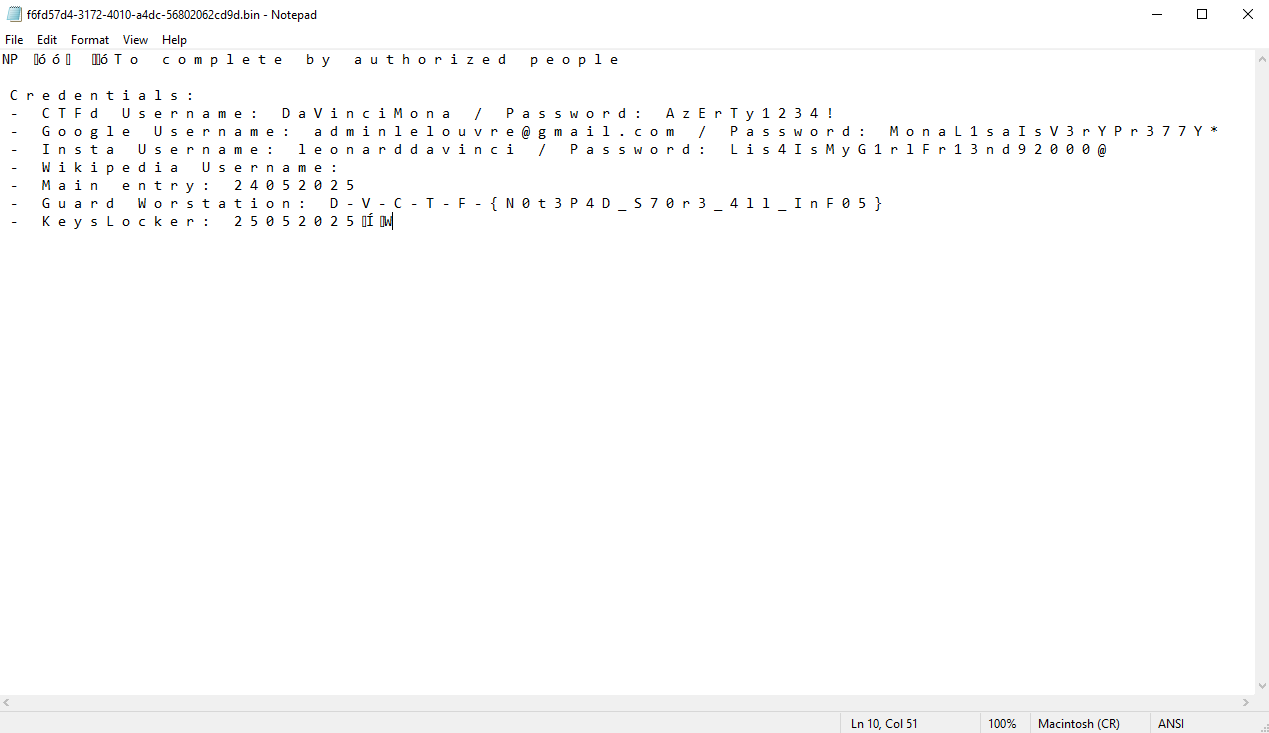 f6fd57d4-3172-4010-a4dc-56802062cd9d.bin - Notepad
File Edit Format View Help
NP óó óTo complete by authorized people
Credentials:
- CTFd Username: DaVinciMona / Password: AzErTy1234!
- Google Username: adminlelouvre@gmail.com / Password: MonaL1saIsV3rYPr377Y*
- Insta Username: leonarddavinci / Password: Lis4IsMyG1rlFr13nd92000@
- Wikipedia Username:
- Main entry: 24052025
- Guard Worstation: D-V-C-T-F-{N0t3P4D_S70r3_4ll_InF05}
- KeysLocker: 25052025Í W
Ln 10, Col 51 100% Macintosh (CR) ANSI